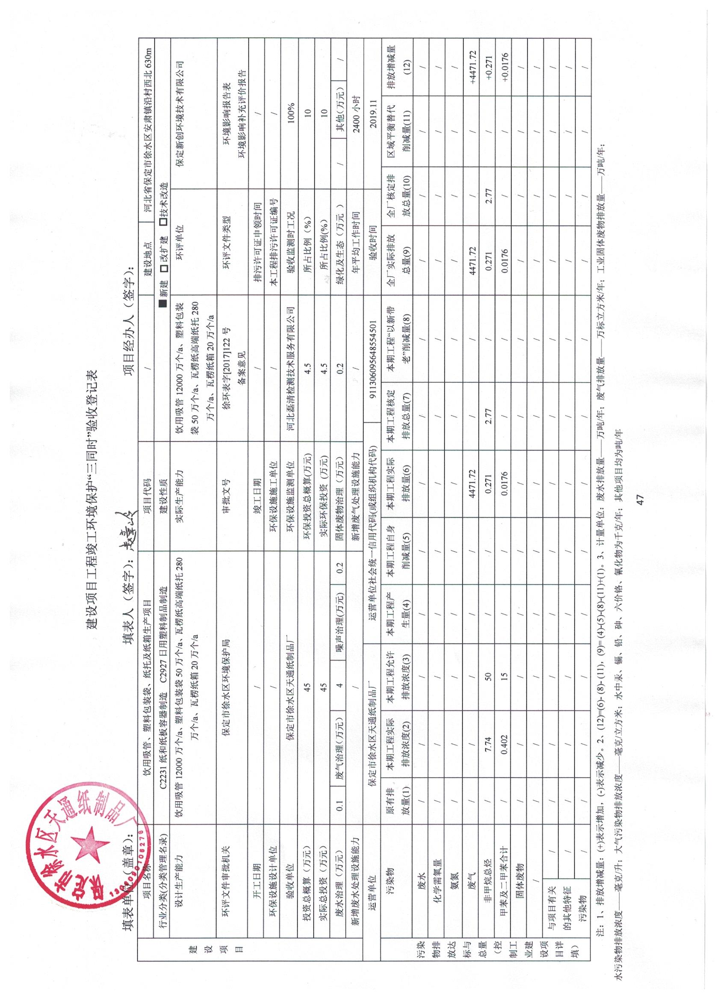 建设项目工程竣工环境保护“三同时”验收登记表
填表单位（盖章）： 填表人（签字）： 项目经办人（签字）：
徐水区天通纸制品厂
项目名称 饮用吸管、塑料包装袋、纸托及纸箱生产项目 项目代码 / 建设地点 河北省保定市徐水区安肃镇沿村西北 630m
行业分类(分类管理名录) C2231 纸和纸板容器制造 C2927 日用塑料制品制造 建设性质 ■ 新建 □ 改扩建 □技术改造
设计生产能力 饮用吸管 12000 万个/a、塑料包装袋 50 万个/a、瓦楞纸高端纸托 280 万个/a、瓦楞纸箱 20 万个/a 实际生产能力 饮用吸管 12000 万个/a、塑料包装袋 50 万个/a、瓦楞纸高端纸托 280 万个/a、瓦楞纸箱 20 万个/a 环评单位 保定新创环境技术有限公司
建设项目
环评文件审批机关 保定市徐水区环境保护局 审批文号 徐环表字[2017]122 号 备案意见 环评文件类型 环境影响报告表 环境影响补充评价报告
开工日期 / 竣工日期 / 排污许可证申领时间 /
环保设施设计单位 / 环保设施施工单位 / 本工程排污许可证编号 /
验收单位 保定市徐水区天通纸制品厂 环保设施监测单位 河北磊清检测技术服务有限公司 验收监测时工况 100%
投资总概算（万元） 45 环保投资总概算(万元) 4.5 所占比例（%） 10
实际总投资（万元） 45 实际环保投资 (万元) 4.5 所占比例(%) 10
废水治理（万元） 0.1 废气治理(万元) 4 噪声治理(万元) 0.2 固体废物治理（万元） 0.2 绿化及生态（万元 ） / 其他(万元) /
新增废水处理设施能力 / 新增废气处理设施能力 / 年平均工作时间 2400 小时
运营单位 保定市徐水区天通纸制品厂 运营单位社会统一信用代码(或组织机构代码) 911306095648554501 验收时间 2019.11
污染物排放达标与总量（控制工业建设项目详填）
污染物 原有排放量(1) 本期工程实际排放浓度(2) 本期工程允许排放浓度(3) 本期工程产生量(4) 本期工程自身削减量(5) 本期工程实际排放量(6) 本期工程核定排放总量(7) 本期工程“以新带老”削减量(8) 全厂实际排放总量(9) 全厂核定排放总量(10) 区域平衡替代削减量(11) 排放增减量(12)
废水 / / / / / / / / / / / /
化学需氧量 / / / / / / / / / / / /
氨氮 / / / / / / / / / / / /
废气 / / / / / 4471.72 / / 4471.72 / / +4471.72
非甲烷总烃 / 7.74 50 / / 0.271 2.77 / 0.271 2.77 / +0.271
甲苯及二甲苯合计 / 0.402 15 / / 0.0176 / / 0.0176 / / +0.0176
固体废物 / / / / / / / / / / / /
/ / / / / / / / / / / / /
与项目有关的其他特征污染物 / / / / / / / / / / / / /
/ / / / / / / / / / / / /
/ / / / / / / / / / / / /
注：1、排放增减量：(+)表示增加，(-)表示减少。2、(12)=(6)- (8)- (11)，(9)= (4)-(5)-(8)-(11)+(1)。3、计量单位：废水排放量——万吨/年；废气排放量——万标立方米/年；工业固体废物排放量——万吨/年；
水污染物排放浓度——毫克/升；大气污染物排放浓度——毫克/立方米；水中汞、镉、铅、砷、六价铬、氰化物为千克/年；其他项目均为吨/年
47